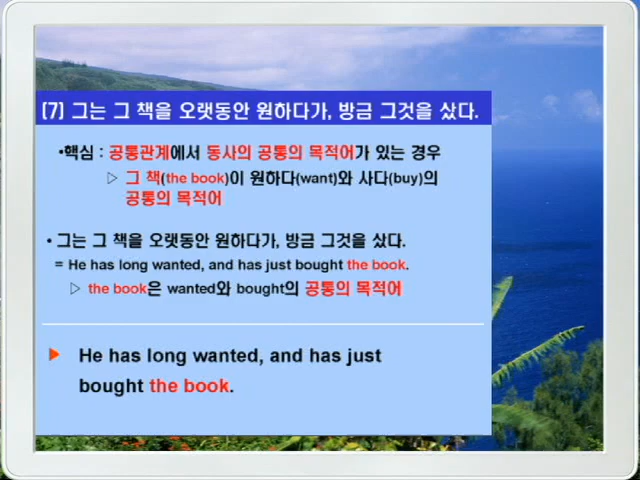 [7] 그는 그 책을 오랫동안 원하다가, 방금 그것을 샀다.
•핵심 : 공통관계에서 동사의 공통의 목적어가 있는 경우
▷ 그 책(the book)이 원하다(want)와 사다(buy)의
공통의 목적어
• 그는 그 책을 오랫동안 원하다가, 방금 그것을 샀다.
= He has long wanted, and has just bought the book.
▷ the book은 wanted와 bought의 공통의 목적어
▶ He has long wanted, and has just
bought the book.